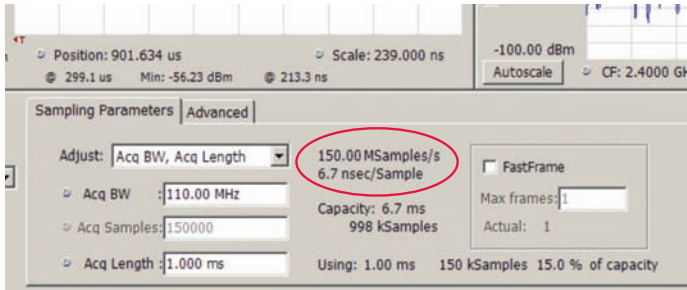 Position: 901.634 us
Scale: 239.000 ns
-100.00 dBm
@ 299.1 us Min: -56.23 dBm @ 213.3 ns
Autoscale
CF: 2.4000
Sampling Parameters
Advanced
Adjust: Acq BW, Acq Length
150.00 MSamples/s
6.7 nsec/Sample
FastFrame
Acq BW : 110.00 MHz
Max frames: 1
Capacity: 6.7 ms
998 kSamples
Acq Samples: 150000
Actual: 1
Acq Length : 1.000 ms
Using: 1.00 ms 150 kSamples 15.0 % of capacity